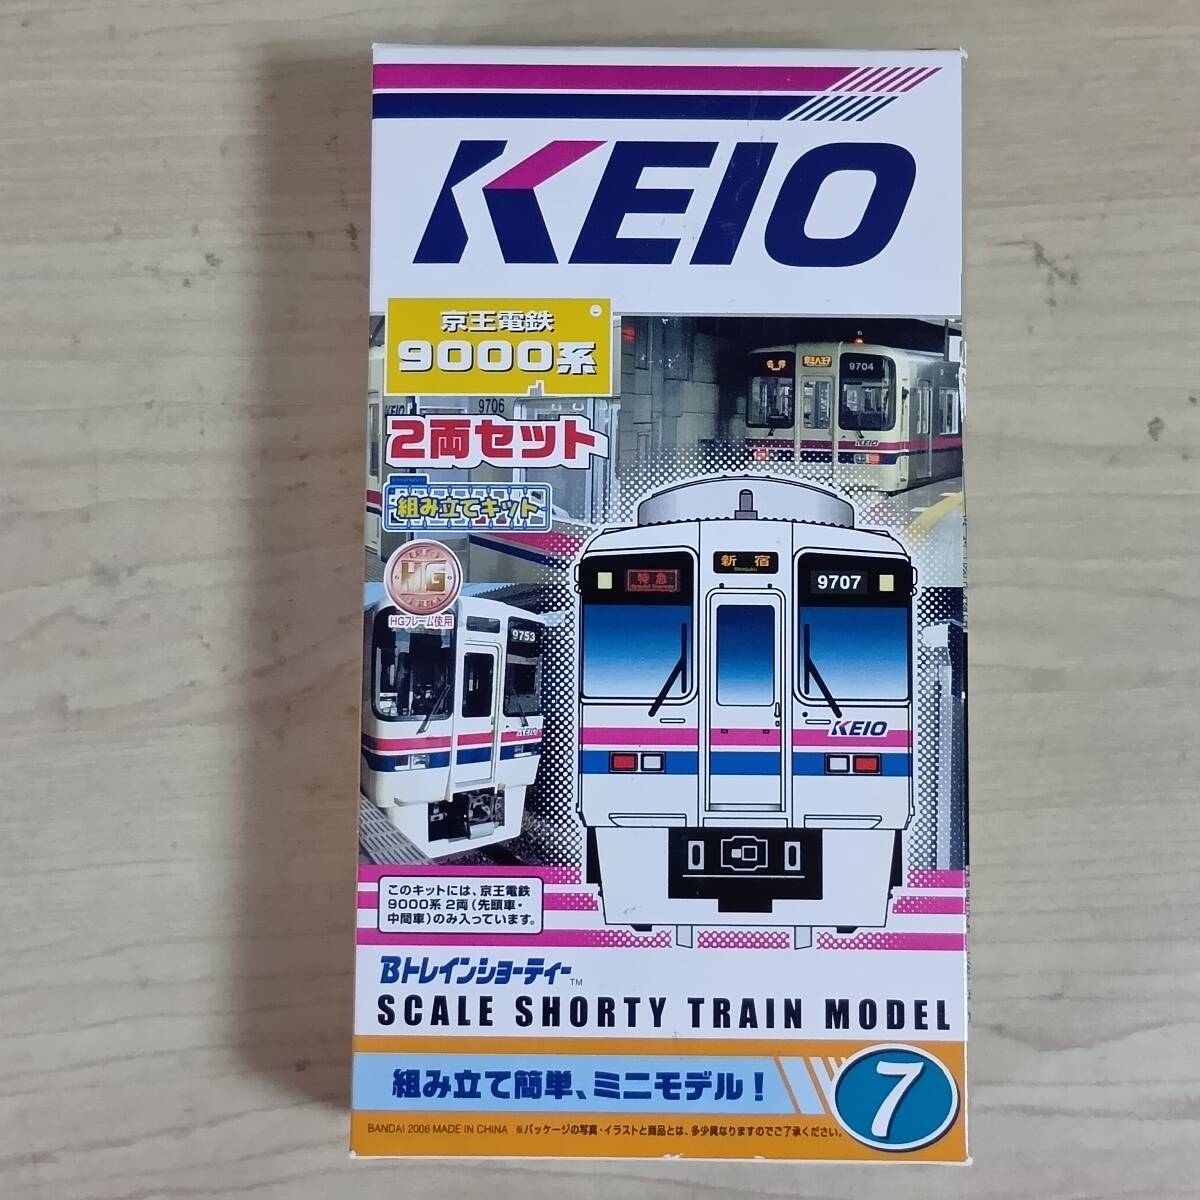 KEIO
京王電鉄
9000系
9706
KEIO
各停
9704
KEIO
2両セット
組み立てキット
HG
HGフレーム使用
9753
KEIO
特急
新宿
Shinjuku
9707
KEIO
このキットには、京王電鉄
9000系 2両(先頭車・
中間車)のみ入っています。
Bトレインショーティー™
SCALE SHORTY TRAIN MODEL
組み立て簡単、ミニモデル!
7
BANDAI 2008 MADE IN CHINA ※パッケージの写真・イラストと商品とは、多少異なりますのでご了承ください。